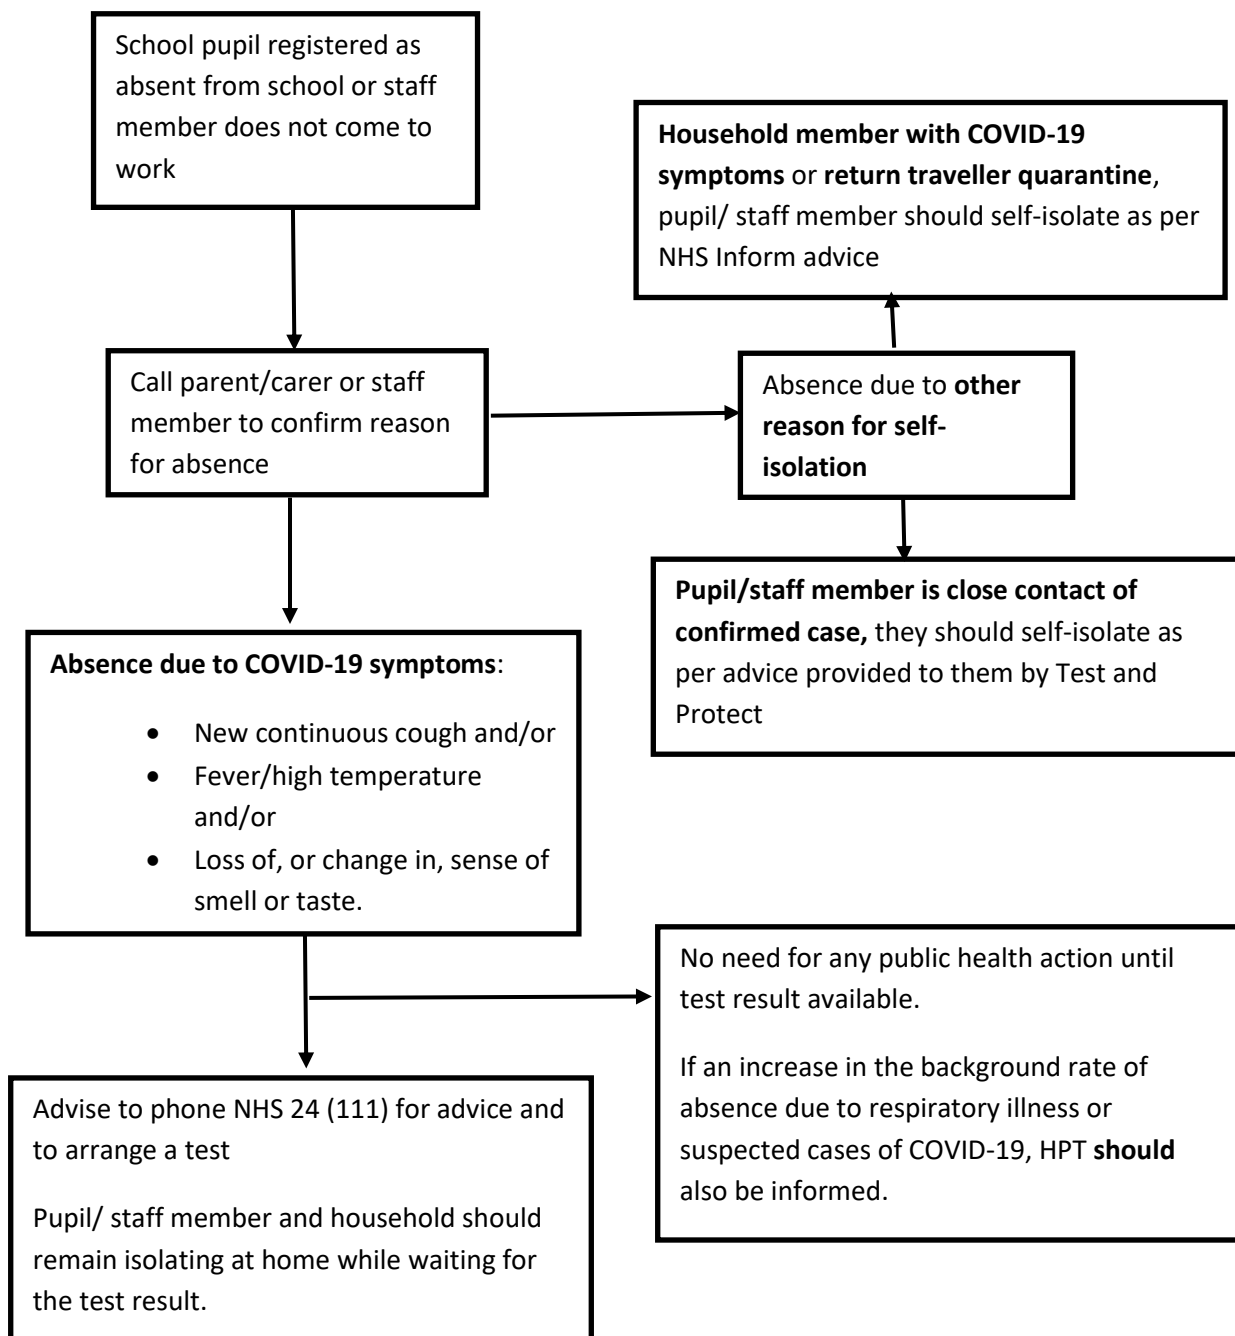 School pupil registered as
absent from school or staff
member does not come to
work
Household member with COVID-19
symptoms or return traveller quarantine,
pupil/ staff member should self-isolate as per
NHS Inform advice
Call parent/carer or staff
member to confirm reason
for absence
Absence due to other
reason for self-
isolation
Pupil/staff member is close contact of
confirmed case, they should self-isolate as
per advice provided to them by Test and
Protect
Absence due to COVID-19 symptoms:
• New continuous cough and/or
• Fever/high temperature
and/or
• Loss of, or change in, sense of
smell or taste.
No need for any public health action until
test result available.
If an increase in the background rate of
absence due to respiratory illness or
suspected cases of COVID-19, HPT should
also be informed.
Advise to phone NHS 24 (111) for advice and
to arrange a test
Pupil/ staff member and household should
remain isolating at home while waiting for
the test result.